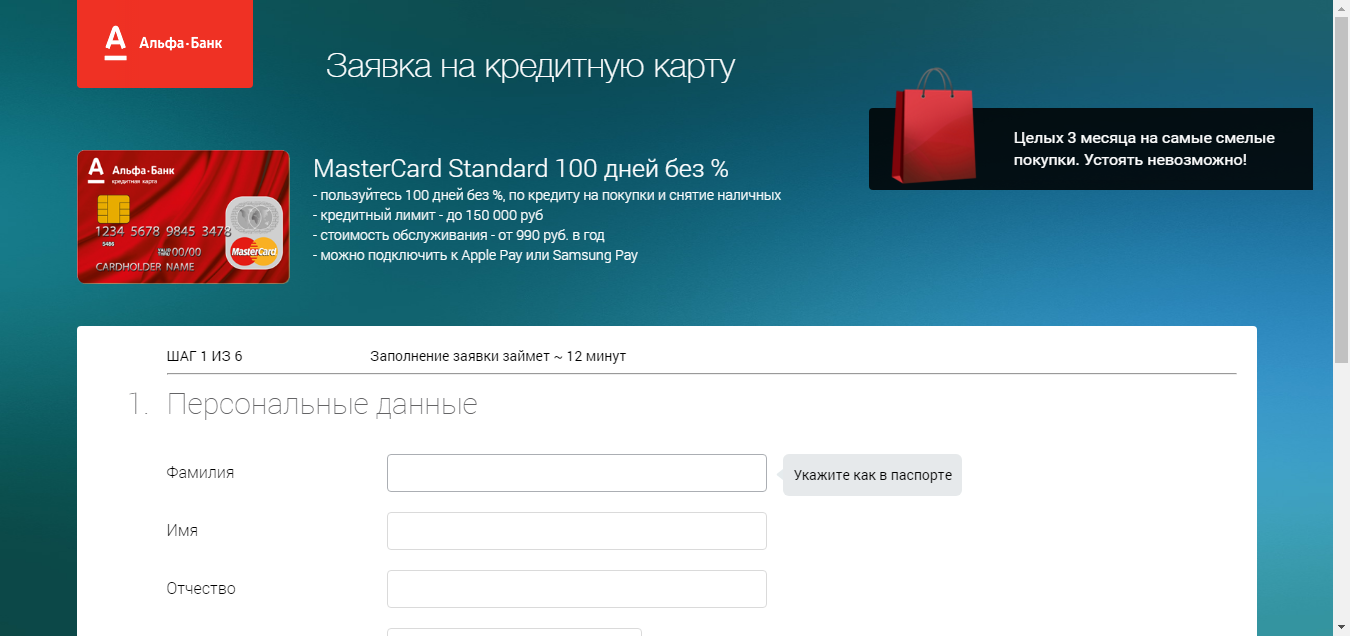 Альфа·Банк
Заявка на кредитную карту
Целых 3 месяца на самые смелые
покупки. Устоять невозможно!
Альфа·Банк
кредитная карта
1234 5678 9845 3478
5486
00/00
CARDHOLDER NAME
MasterCard
MasterCard Standard 100 дней без %
- пользуйтесь 100 дней без %, по кредиту на покупки и снятие наличных
- кредитный лимит - до 150 000 руб
- стоимость обслуживания - от 990 руб. в год
- можно подключить к Apple Pay или Samsung Pay
ШАГ 1 ИЗ 6
Заполнение заявки займет ~ 12 минут
1. Персональные данные
Фамилия
Укажите как в паспорте
Имя
Отчество